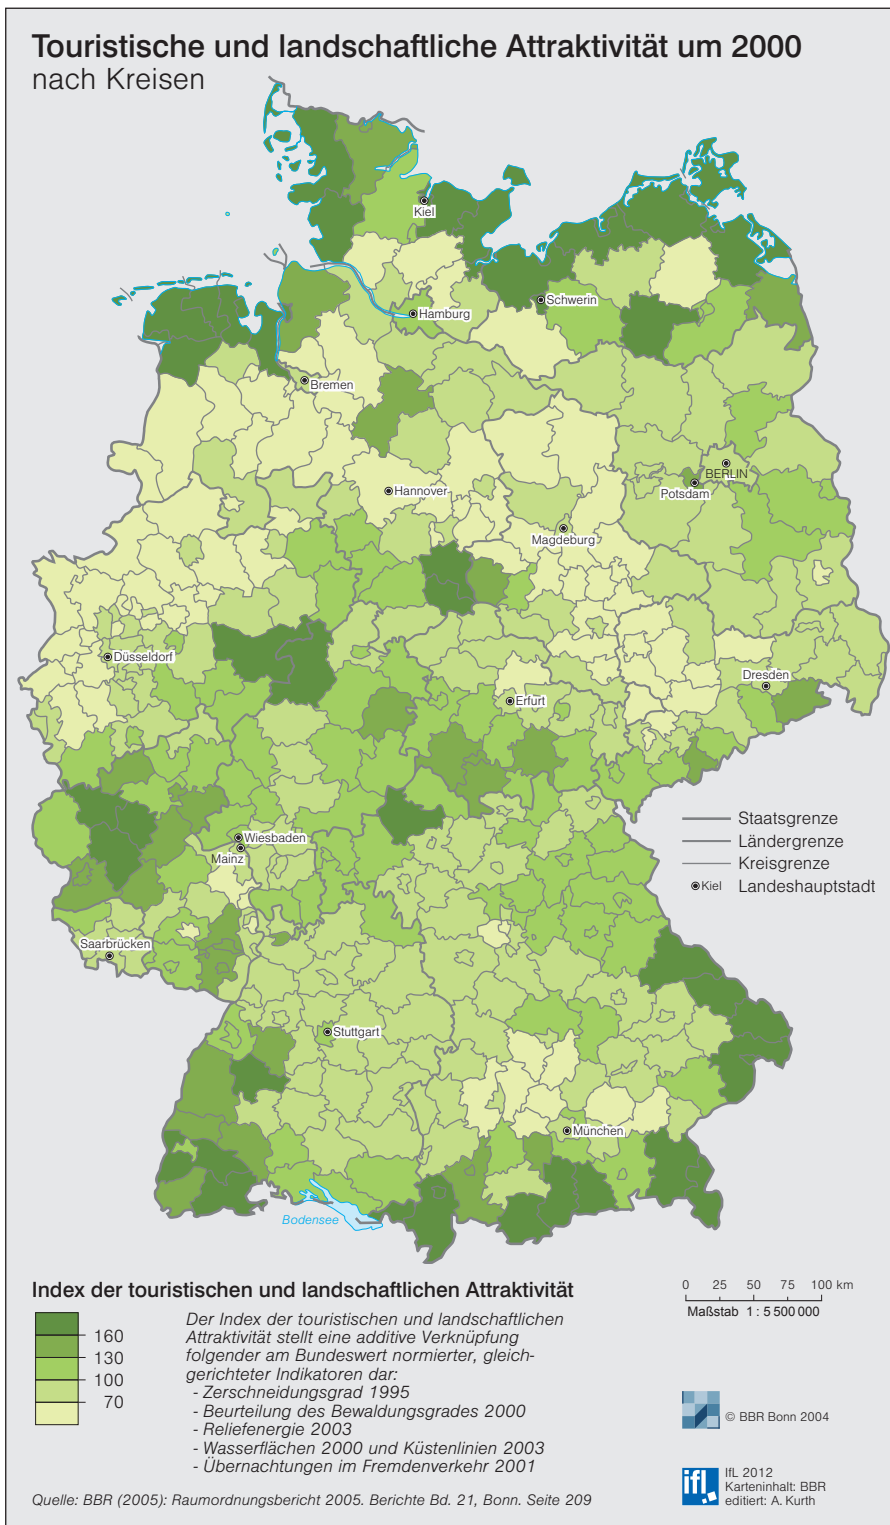 Touristische und landschaftliche Attraktivität um 2000
nach Kreisen
Kiel
Schwerin
Hamburg
Bremen
BERLIN
Potsdam
Hannover
Magdeburg
Düsseldorf
Dresden
Erfurt
Wiesbaden
Mainz
Saarbrücken
Stuttgart
München
Bodensee
Staatsgrenze
Ländergrenze
Kreisgrenze
Kiel Landeshauptstadt
Index der touristischen und landschaftlichen Attraktivität
160
130
100
70
Der Index der touristischen und landschaftlichen
Attraktivität stellt eine additive Verknüpfung
folgender am Bundeswert normierter, gleich-
gerichteter Indikatoren dar:
- Zerschneidungsgrad 1995
- Beurteilung des Bewaldungsgrades 2000
- Reliefenergie 2003
- Wasserflächen 2000 und Küstenlinien 2003
- Übernachtungen im Fremdenverkehr 2001
0 25 50 75 100 km
Maßstab 1 : 5 500 000
© BBR Bonn 2004
ifl
IfL 2012
Karteninhalt: BBR
editiert: A. Kurth
Quelle: BBR (2005): Raumordnungsbericht 2005. Berichte Bd. 21, Bonn. Seite 209